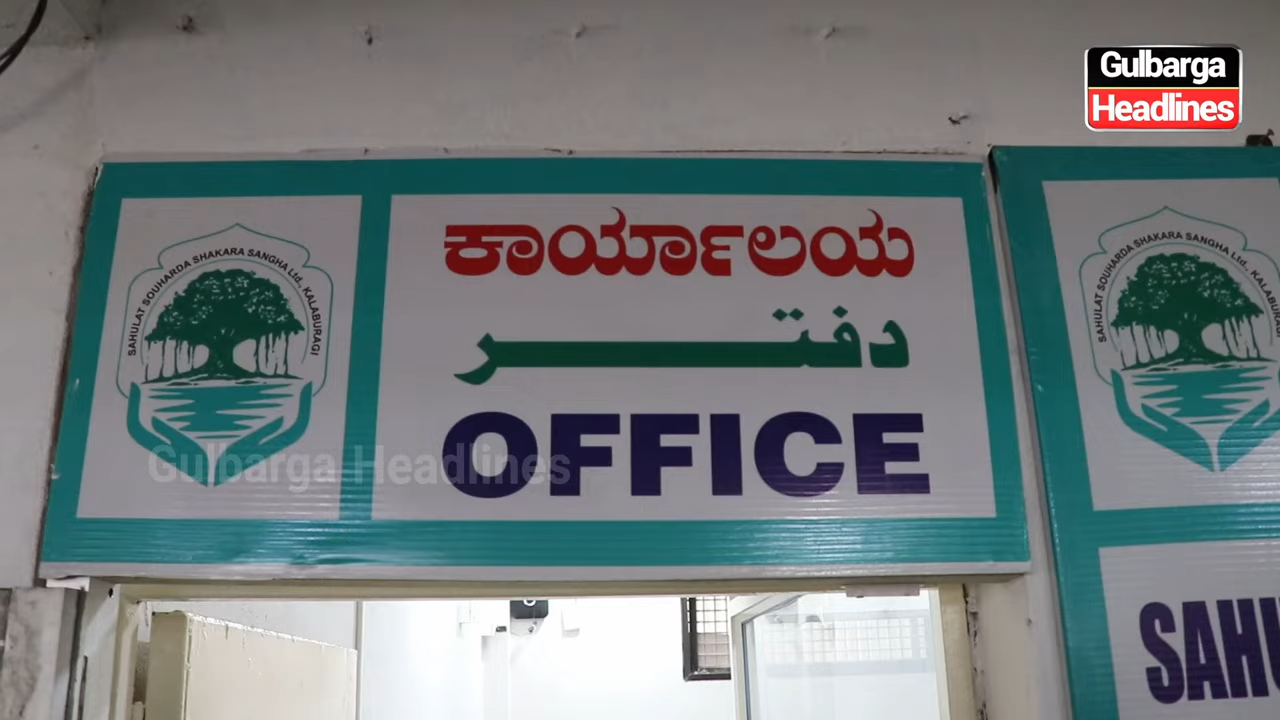 Gulbarga
Headlines
SAHULAT SOUHARDA SHAKARA SANGHA Ltd., KALABURAGI
ಕಾರ್ಯಾಲಯ
دفتر
OFFICE
Gulbarga Headlines
SAHULAT SOUHARDA SHAKARA SANGHA Ltd., KALABURAGI
SAHU